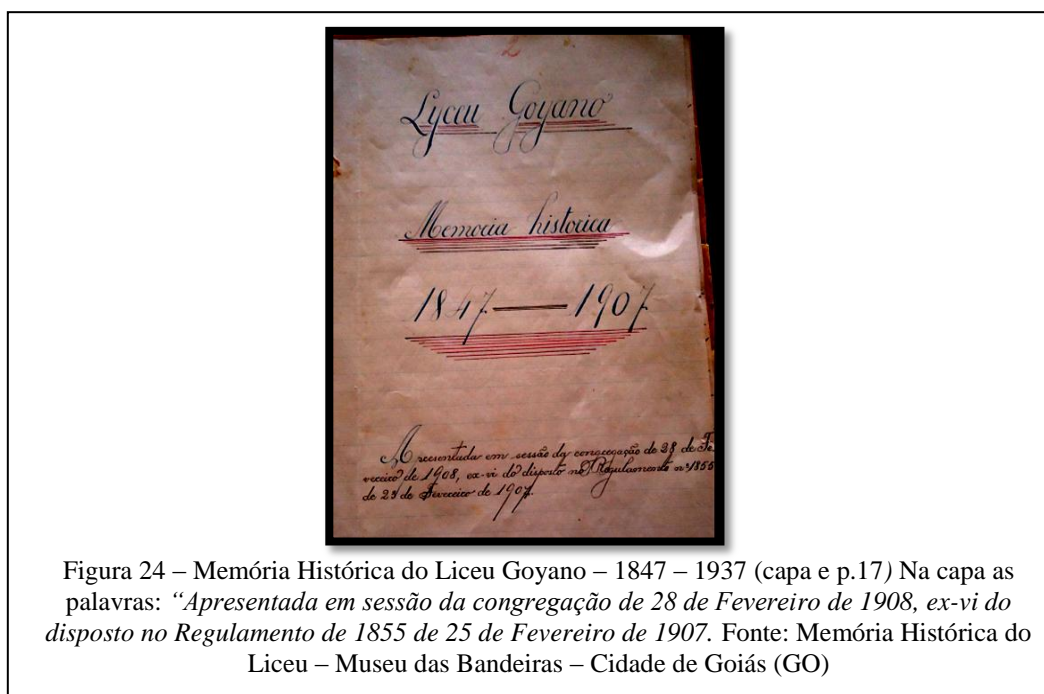 Lyceu Goyano
Memoria historica
1847 — 1907
Apresentada em sessão da congregação de 28 de Fe
vereiro de 1908, ex-vi do disposto no Regulamento nº 1855
de 25 de Fevereiro de 1907.
Figura 24 – Memória Histórica do Liceu Goyano – 1847 – 1937 (capa e p.17) Na capa as
palavras: “Apresentada em sessão da congregação de 28 de Fevereiro de 1908, ex-vi do
disposto no Regulamento de 1855 de 25 de Fevereiro de 1907. Fonte: Memória Histórica do
Liceu – Museu das Bandeiras – Cidade de Goiás (GO)